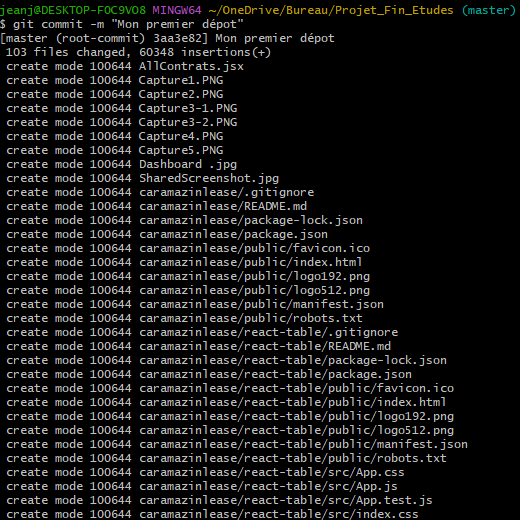 jeanj@DESKTOP-FOC9VO8 MINGW64 ~/OneDrive/Bureau/Projet_Fin_Etudes (master)
$ git commit -m "Mon premier dépot"
[master (root-commit) 3aa3e82] Mon premier dépot
 103 files changed, 60348 insertions(+)
 create mode 100644 AllContrats.jsx
 create mode 100644 Capture1.PNG
 create mode 100644 Capture2.PNG
 create mode 100644 Capture3-1.PNG
 create mode 100644 Capture3-2.PNG
 create mode 100644 Capture4.PNG
 create mode 100644 Capture5.PNG
 create mode 100644 Dashboard .jpg
 create mode 100644 SharedScreenshot.jpg
 create mode 100644 caramazinlease/.gitignore
 create mode 100644 caramazinlease/README.md
 create mode 100644 caramazinlease/package-lock.json
 create mode 100644 caramazinlease/package.json
 create mode 100644 caramazinlease/public/favicon.ico
 create mode 100644 caramazinlease/public/index.html
 create mode 100644 caramazinlease/public/logo192.png
 create mode 100644 caramazinlease/public/logo512.png
 create mode 100644 caramazinlease/public/manifest.json
 create mode 100644 caramazinlease/public/robots.txt
 create mode 100644 caramazinlease/react-table/.gitignore
 create mode 100644 caramazinlease/react-table/README.md
 create mode 100644 caramazinlease/react-table/package-lock.json
 create mode 100644 caramazinlease/react-table/package.json
 create mode 100644 caramazinlease/react-table/public/favicon.ico
 create mode 100644 caramazinlease/react-table/public/index.html
 create mode 100644 caramazinlease/react-table/public/logo192.png
 create mode 100644 caramazinlease/react-table/public/logo512.png
 create mode 100644 caramazinlease/react-table/public/manifest.json
 create mode 100644 caramazinlease/react-table/public/robots.txt
 create mode 100644 caramazinlease/react-table/src/App.css
 create mode 100644 caramazinlease/react-table/src/App.js
 create mode 100644 caramazinlease/react-table/src/App.test.js
 create mode 100644 caramazinlease/react-table/src/index.css